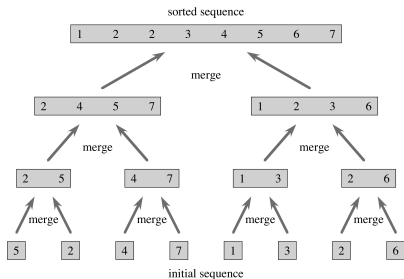 sorted sequence
1 2 2 3 4 5 6 7
merge
2 4 5 7
1 2 3 6
merge
merge
2 5
4 7
1 3
2 6
merge
merge
merge
merge
5
2
4
7
1
3
2
6
initial sequence